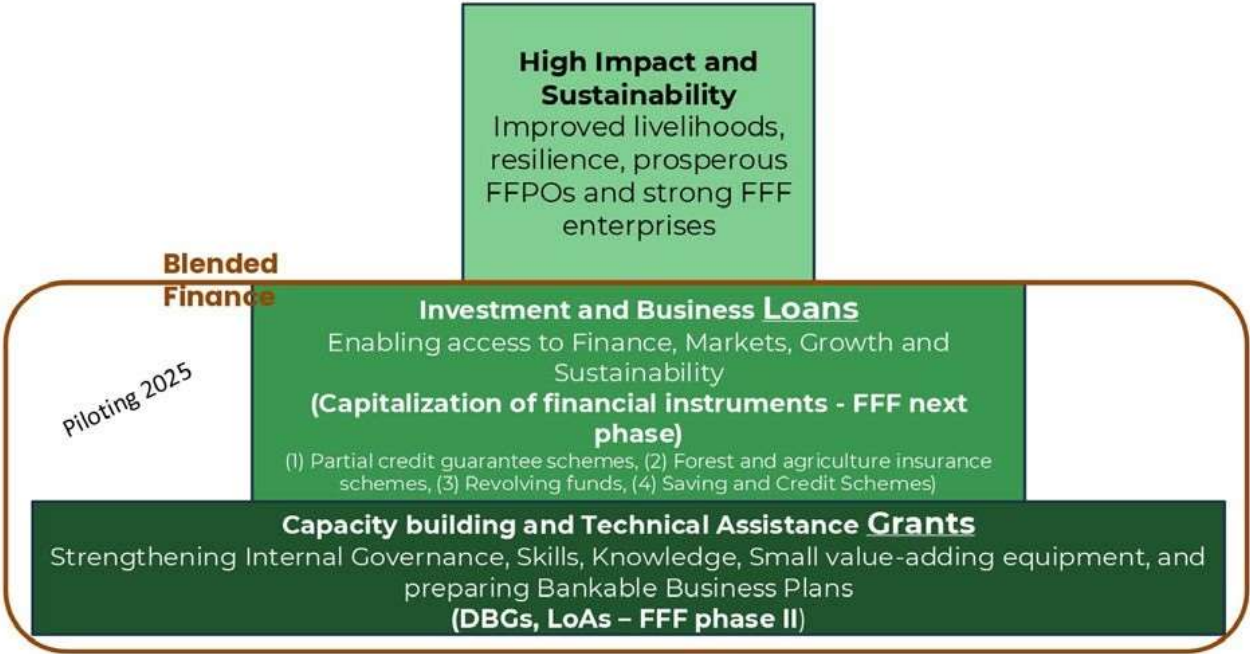 High Impact and
Sustainability
Improved livelihoods,
resilience, prosperous
FFPOs and strong FFF
enterprises
Blended
Finance
Piloting 2025
Investment and Business Loans
Enabling access to Finance, Markets, Growth and
Sustainability
(Capitalization of financial instruments - FFF next
phase)
(1) Partial credit guarantee schemes, (2) Forest and agriculture insurance
schemes, (3) Revolving funds, (4) Saving and Credit Schemes)
Capacity building and Technical Assistance Grants
Strengthening Internal Governance, Skills, Knowledge, Small value-adding equipment, and
preparing Bankable Business Plans
(DBGs, LoAs – FFF phase II)